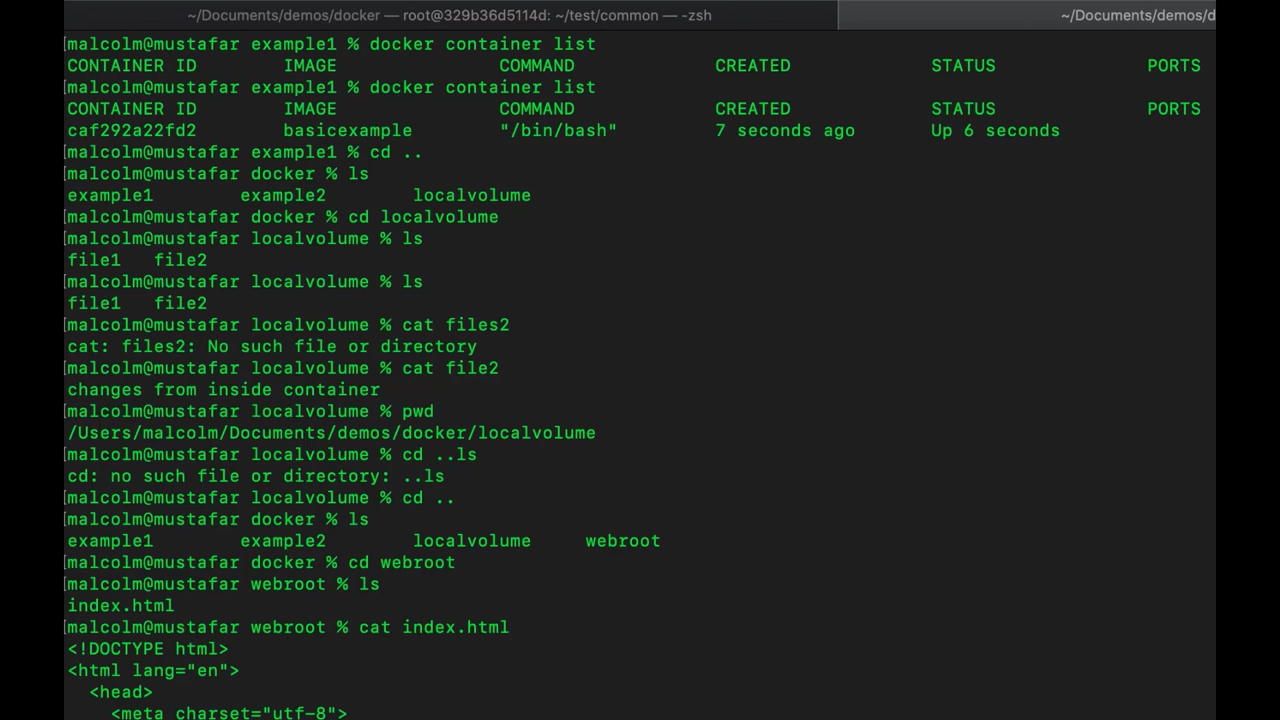 ~/Documents/demos/docker — root@329b36d5114d: ~/test/common — -zsh
~/Documents/demos/d
[malcolm@mustafar example1 % docker container list
CONTAINER ID IMAGE COMMAND CREATED STATUS PORTS
[malcolm@mustafar example1 % docker container list
CONTAINER ID IMAGE COMMAND CREATED STATUS PORTS
caf292a22fd2 basicexample "/bin/bash" 7 seconds ago Up 6 seconds
[malcolm@mustafar example1 % cd ..
[malcolm@mustafar docker % ls
example1 example2 localvolume
[malcolm@mustafar docker % cd localvolume
[malcolm@mustafar localvolume % ls
file1 file2
[malcolm@mustafar localvolume % ls
file1 file2
[malcolm@mustafar localvolume % cat files2
cat: files2: No such file or directory
[malcolm@mustafar localvolume % cat file2
changes from inside container
[malcolm@mustafar localvolume % pwd
/Users/malcolm/Documents/demos/docker/localvolume
[malcolm@mustafar localvolume % cd ..ls
cd: no such file or directory: ..ls
[malcolm@mustafar localvolume % cd ..
[malcolm@mustafar docker % ls
example1 example2 localvolume webroot
[malcolm@mustafar docker % cd webroot
[malcolm@mustafar webroot % ls
index.html
[malcolm@mustafar webroot % cat index.html
<!DOCTYPE html>
<html lang="en">
<head>
<meta charset="utf-8">